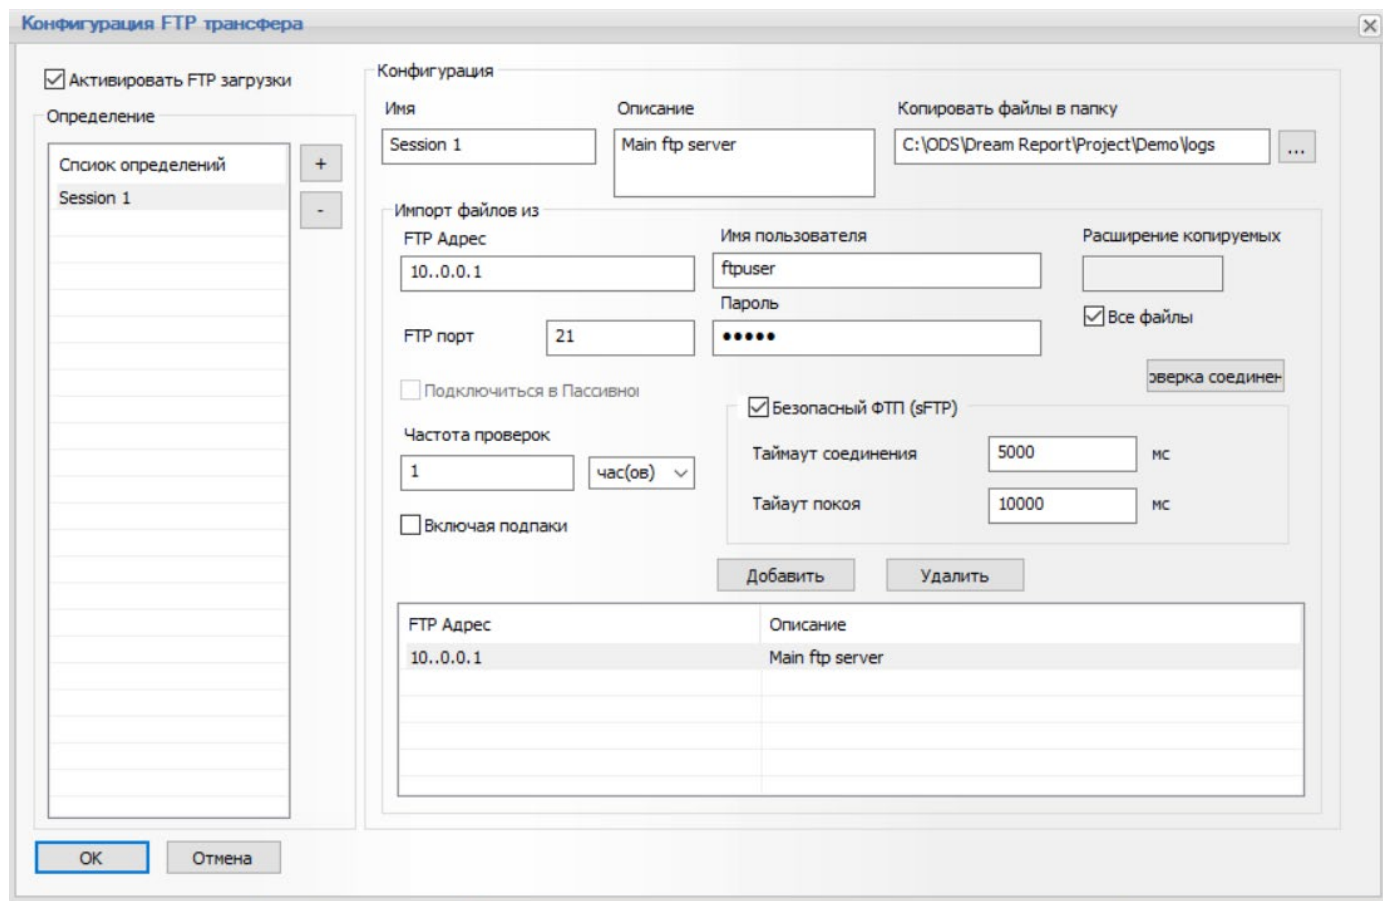 Конфигурация FTP трансфера
Активировать FTP загрузки
Определение
Спсиок определений
Session 1
+
-
Конфигурация
Имя
Описание
Копировать файлы в папку
Session 1
Main ftp server
C:\ODS\Dream Report\Project\Demo\logs
...
Импорт файлов из
FTP Адрес
Имя пользователя
Расширение копируемых
10..0.0.1
ftpuser
Пароль
Все файлы
FTP порт
21
•••••
оверка соединен
Подключиться в Пассивног
Безопасный ФТП (sFTP)
Частота проверок
Таймаут соединения
5000
мс
1
час(ов)
Тайаут покоя
10000
мс
Включая подпаки
Добавить
Удалить
FTP Адрес
Описание
10..0.0.1
Main ftp server
OK
Отмена